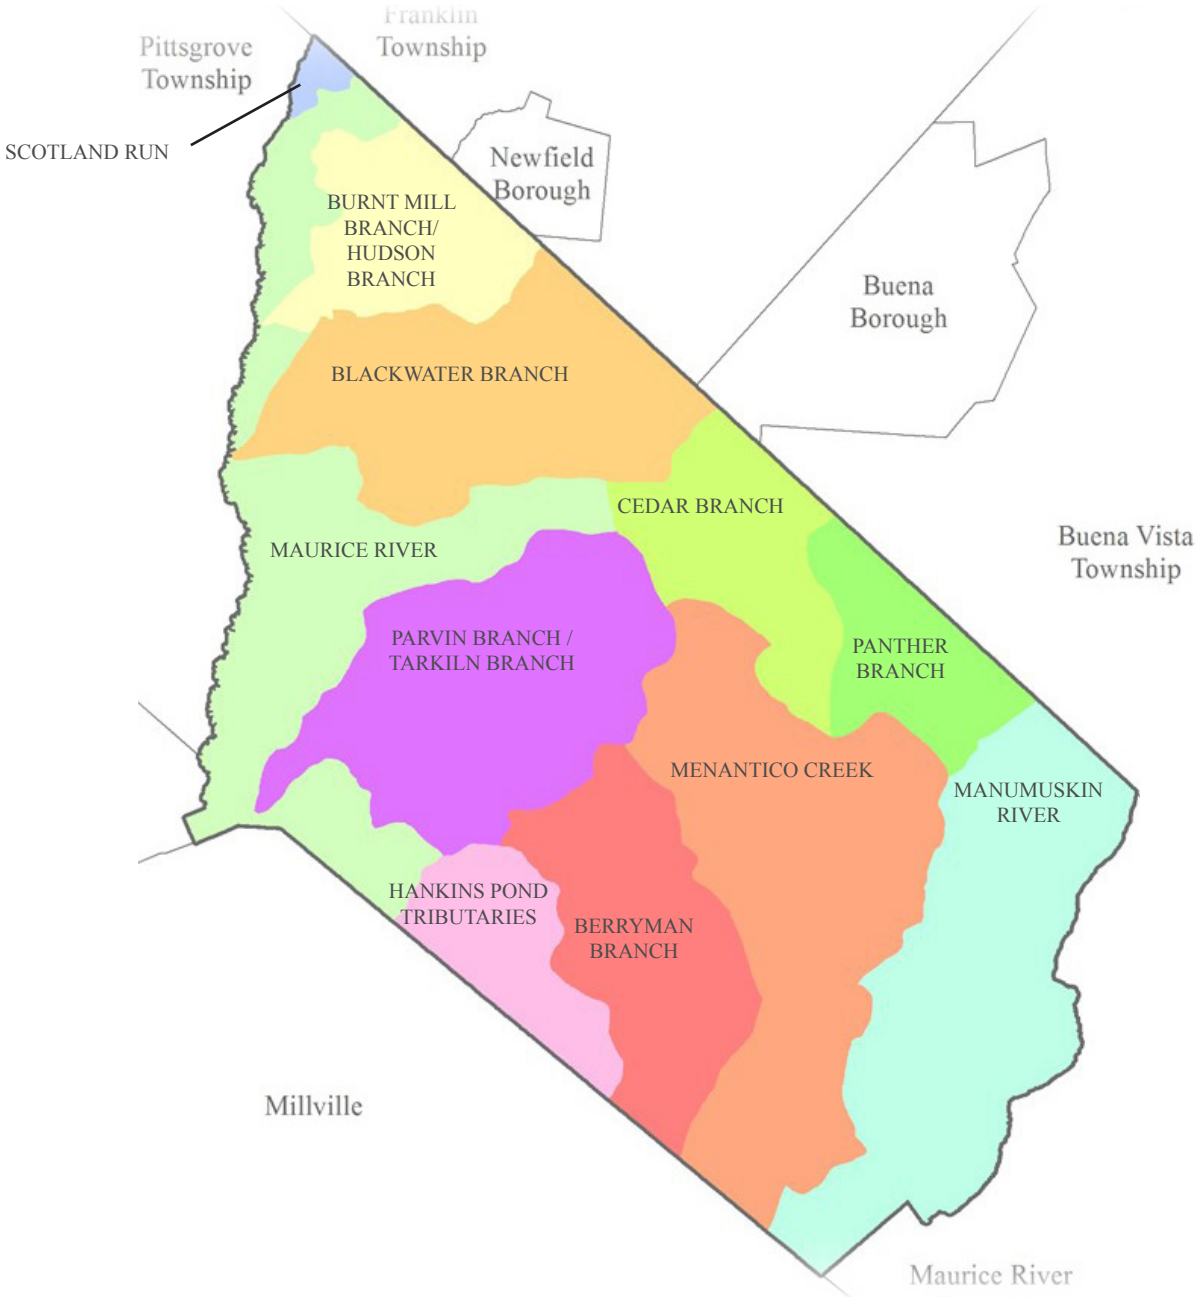 Franklin
Township
Pittsgrove
Township
SCOTLAND RUN
Newfield
Borough
BURNT MILL
BRANCH/
HUDSON
BRANCH
Buena
Borough
BLACKWATER BRANCH
CEDAR BRANCH
MAURICE RIVER
Buena Vista
Township
PARVIN BRANCH /
TARKILN BRANCH
PANTHER
BRANCH
MENANTICO CREEK
MANUMUSKIN
RIVER
HANKINS POND
TRIBUTARIES
BERRYMAN
BRANCH
Millville
Maurice River